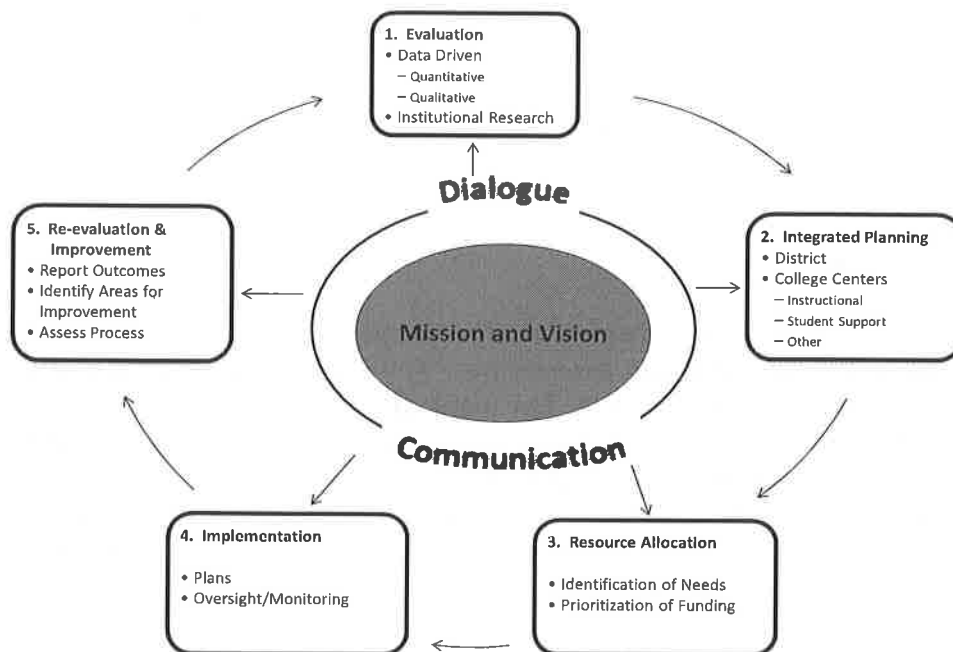 1. Evaluation
• Data Driven
– Quantitative
– Qualitative
• Institutional Research
Dialogue
5. Re-evaluation &
Improvement
• Report Outcomes
• Identify Areas for
Improvement
• Assess Process
2. Integrated Planning
• District
• College Centers
– Instructional
– Student Support
– Other
Mission and Vision
Communication
4. Implementation
• Plans
• Oversight/Monitoring
3. Resource Allocation
• Identification of Needs
• Prioritization of Funding